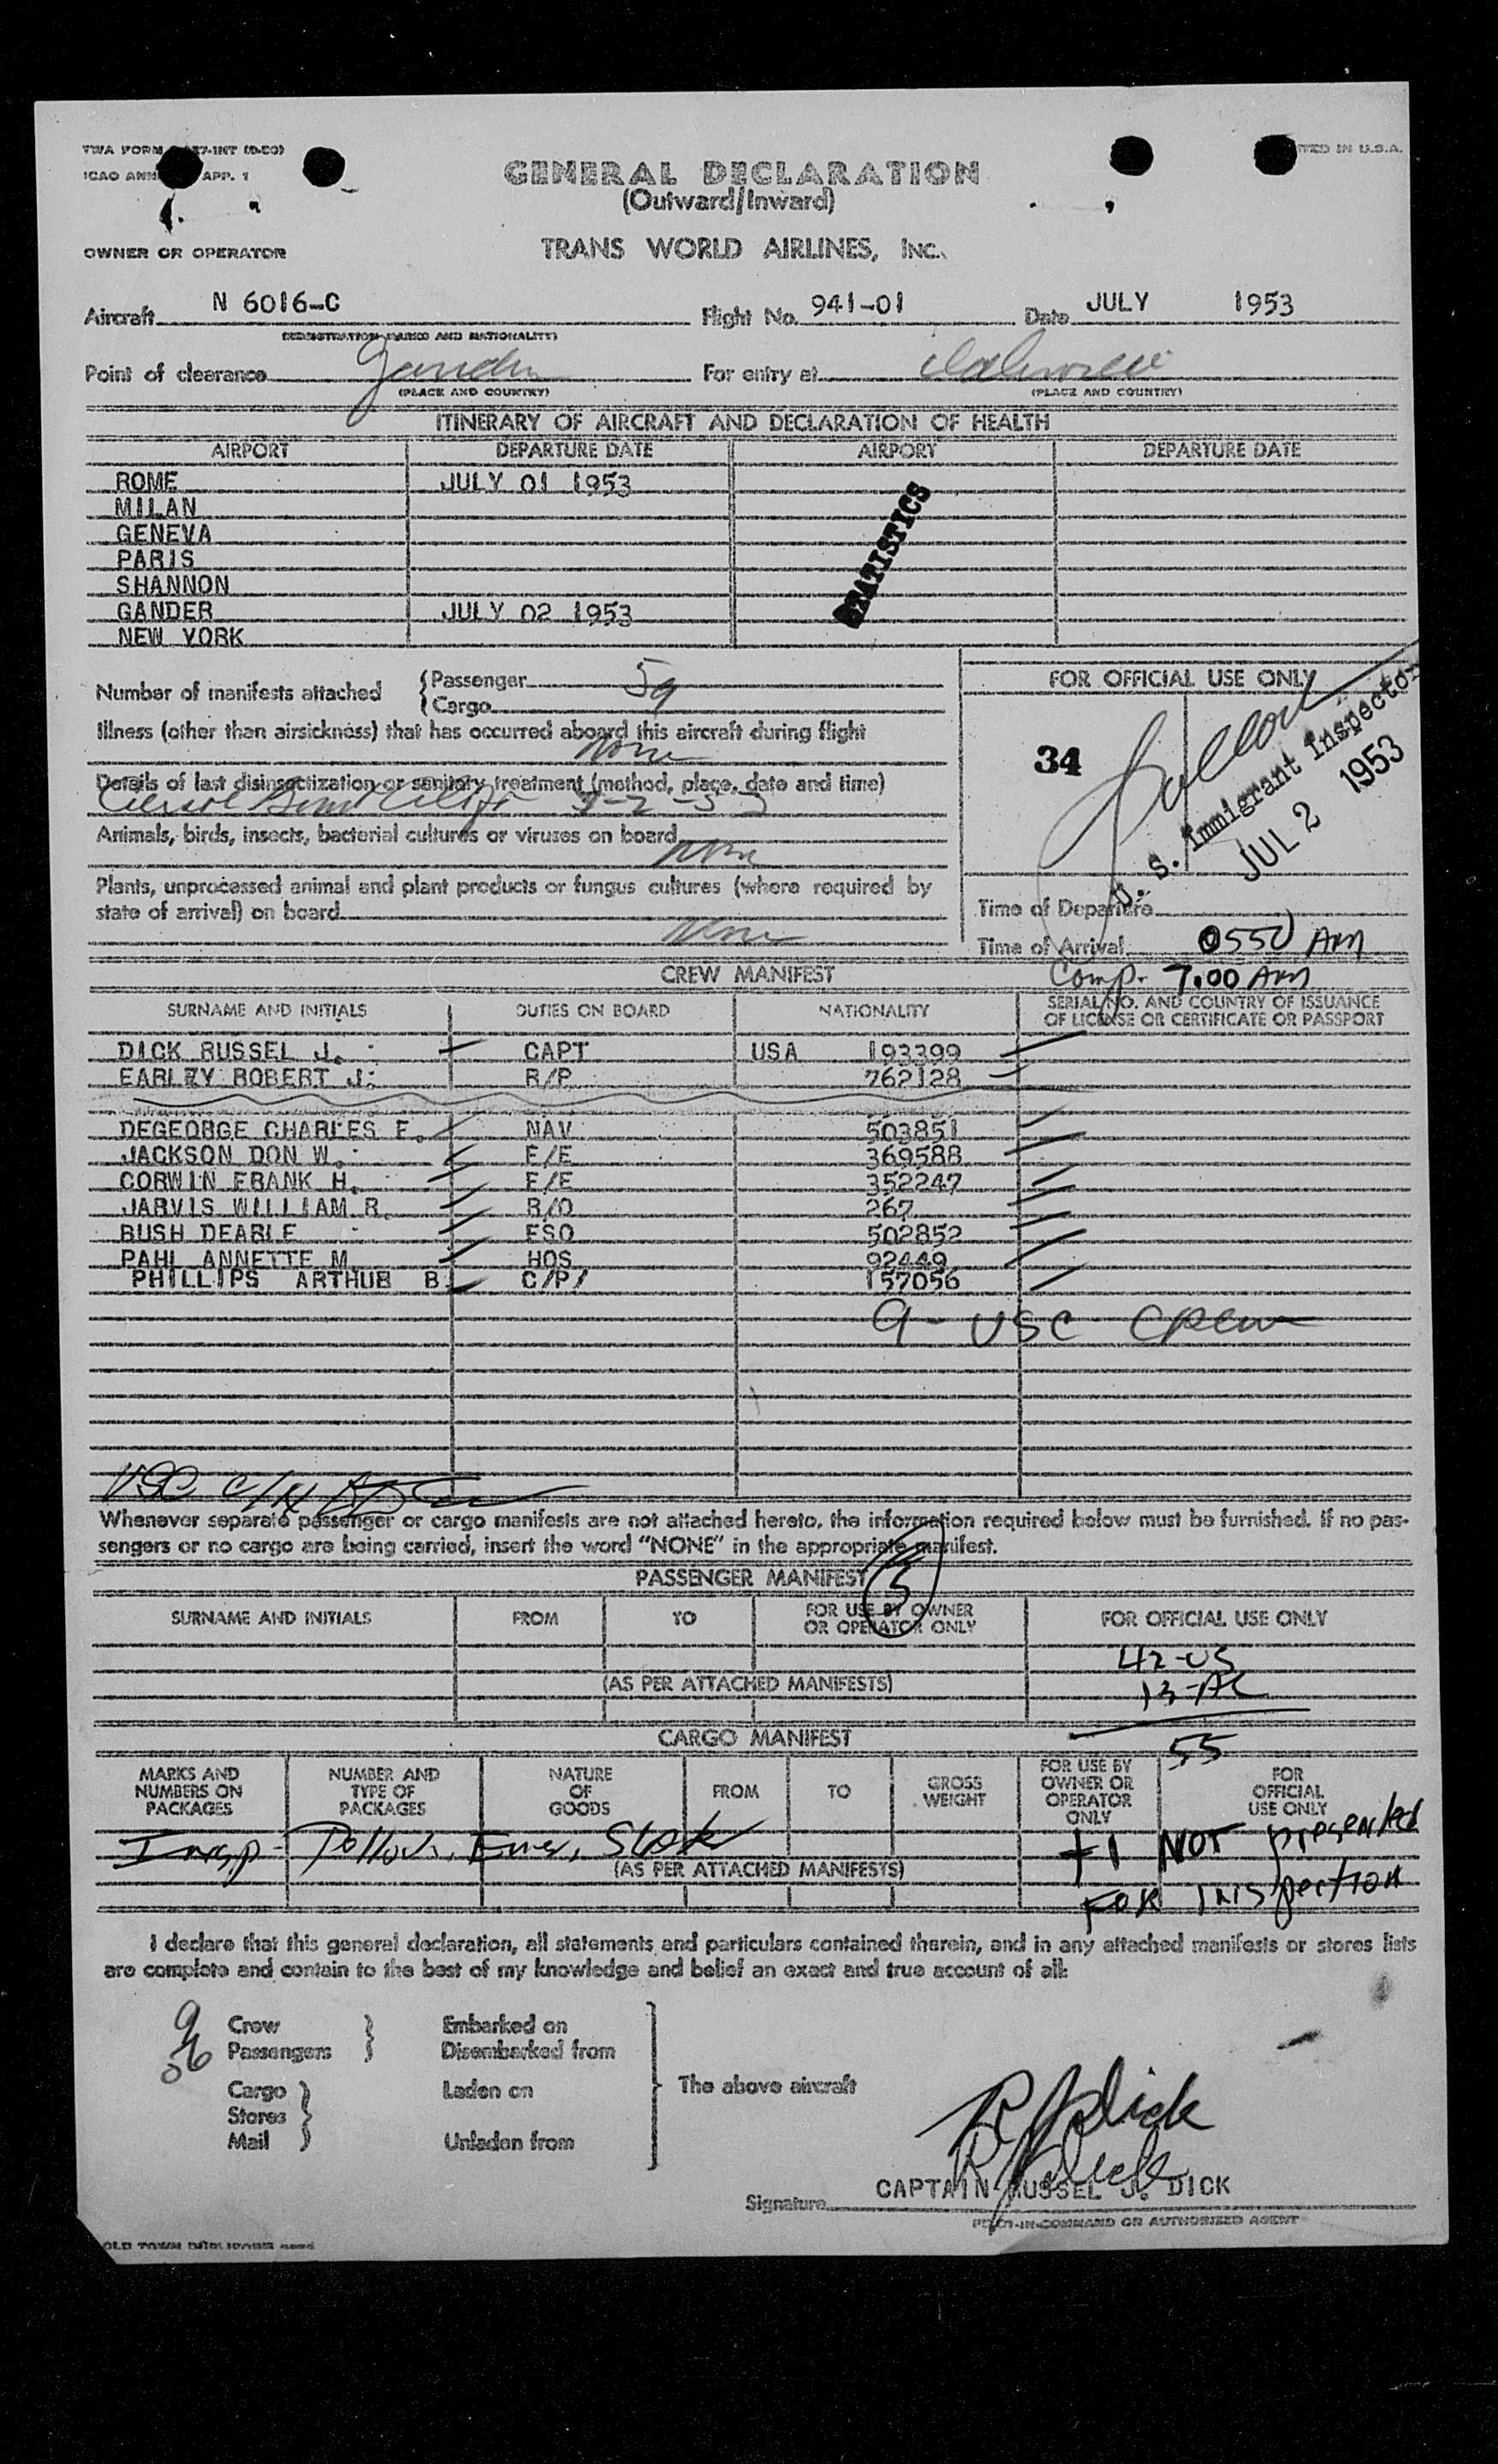 GENERAL DECLARATION
(Outward/Inward)
OWNER OR OPERATOR TRANS WORLD AIRLINES, INC.
Aircraft N 6016-C Flight No. 941-01 Date JULY 1953
(REGISTRATION MARKS AND NATIONALITY)
Point of clearance Gander For entry at
(PLACE AND COUNTRY) (PLACE AND COUNTRY)
ITINERARY OF AIRCRAFT AND DECLARATION OF HEALTH
AIRPORT DEPARTURE DATE AIRPORT DEPARTURE DATE
ROME JULY 01 1953
MILAN
GENEVA
PARIS
SHANNON
GANDER JULY 02 1953
NEW YORK
STATISTICS
Number of manifests attached
Passenger 59
Cargo
Illness (other than airsickness) that has occurred aboard this aircraft during flight
None
Details of last disinsectization or sanitary treatment (method, place, date and time)
Animals, birds, insects, bacterial cultures or viruses on board
None
Plants, unprocessed animal and plant products or fungus cultures (where required by
state of arrival) on board
None
FOR OFFICIAL USE ONLY
34
U. S. Immigrant Inspector
JUL 2 1953
Time of Departure
Time of Arrival 0550 AM
Comp. 7.00 AM
CREW MANIFEST
SURNAME AND INITIALS DUTIES ON BOARD NATIONALITY SERIAL NO. AND COUNTRY OF ISSUANCE OF LICENSE OR CERTIFICATE OR PASSPORT
DICK RUSSEL J. CAPT USA 193399
EARLEY ROBERT J. R/P 762128
DEGEORGE CHARLES E. NAV 503851
JACKSON DON W. F/E 369588
CORWIN FRANK H. F/E 352247
JARVIS WILLIAM R. R/O 267
BUSH DEARLE ESO 502852
PAHL ANNETTE M. HOS 92449
PHILLIPS ARTHUR B. C/P/ 157056
9 - USC Crew
Whenever separate passenger or cargo manifests are not attached hereto, the information required below must be furnished. If no pas-
sengers or no cargo are being carried, insert the word "NONE" in the appropriate manifest.
PASSENGER MANIFEST
SURNAME AND INITIALS FROM TO FOR USE BY OWNER OR OPERATOR ONLY FOR OFFICIAL USE ONLY
42-US
(AS PER ATTACHED MANIFESTS) 13-AL
55
CARGO MANIFEST
MARKS AND NUMBERS ON PACKAGES NUMBER AND TYPE OF PACKAGES NATURE OF GOODS FROM TO GROSS WEIGHT FOR USE BY OWNER OR OPERATOR ONLY FOR OFFICIAL USE ONLY
Insp- +1 NOT presented
(AS PER ATTACHED MANIFESTS)
FOR inspection
I declare that this general declaration, all statements and particulars contained therein, and in any attached manifests or stores lists
are complete and contain to the best of my knowledge and belief an exact and true account of all:
9 Crew Embarked on
56 Passengers Disembarked from
Cargo Laden on The above aircraft
Stores
Mail Unladen from
R J Dick
R J Dick
CAPTAIN RUSSEL J. DICK
Signature
PILOT-IN-COMMAND OR AUTHORIZED AGENT